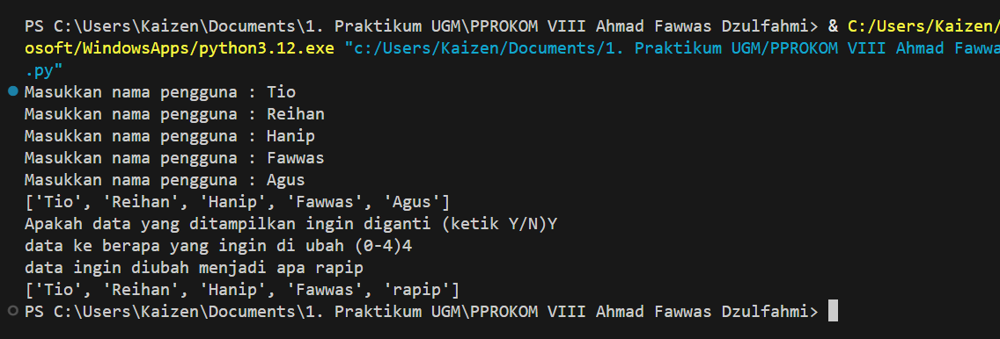 PS C:\Users\Kaizen\Documents\1. Praktikum UGM\PPROKOM VIII Ahmad Fawwas Dzulfahmi> & C:/Users/Kaizen/
osoft/WindowsApps/python3.12.exe "c:/Users/Kaizen/Documents/1. Praktikum UGM/PPROKOM VIII Ahmad Fawwa
.py"
Masukkan nama pengguna : Tio
Masukkan nama pengguna : Reihan
Masukkan nama pengguna : Hanip
Masukkan nama pengguna : Fawwas
Masukkan nama pengguna : Agus
['Tio', 'Reihan', 'Hanip', 'Fawwas', 'Agus']
Apakah data yang ditampilkan ingin diganti (ketik Y/N)Y
data ke berapa yang ingin di ubah (0-4)4
data ingin diubah menjadi apa rapip
['Tio', 'Reihan', 'Hanip', 'Fawwas', 'rapip']
PS C:\Users\Kaizen\Documents\1. Praktikum UGM\PPROKOM VIII Ahmad Fawwas Dzulfahmi>